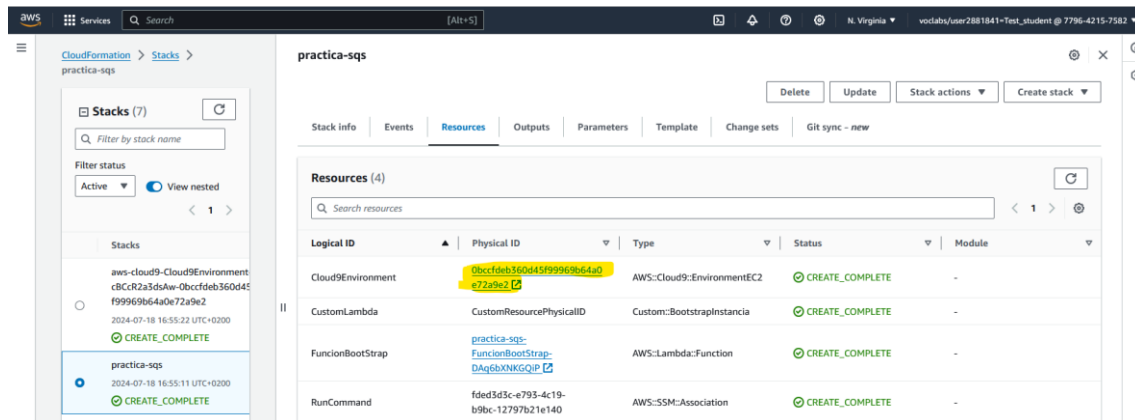 aws
Services
Search
[Alt+S]
N. Virginia
voclabs/user2881841=Test_student @ 7796-4215-7582
CloudFormation > Stacks >
practica-sqs
Stacks (7)
Filter by stack name
Filter status
Active
View nested
1
Stacks
aws-cloud9-Cloud9Environment
cBCcR2a3dsAw-0bccfdeb360d45
f99969b64a0e72a9e2
2024-07-18 16:55:22 UTC+0200
CREATE_COMPLETE
practica-sqs
2024-07-18 16:55:11 UTC+0200
CREATE_COMPLETE
practica-sqs
Delete Update Stack actions Create stack
Stack info Events Resources Outputs Parameters Template Change sets Git sync - new
Resources (4)
Search resources
1
Logical ID Physical ID Type Status Module
Cloud9Environment 0bccfdeb360d45f99969b64a0 AWS::Cloud9::EnvironmentEC2 CREATE_COMPLETE -
e72a9e2
CustomLambda CustomResourcePhysicalID Custom::BootstrapInstancia CREATE_COMPLETE -
practica-sqs-
FuncionBootStrap FuncionBootStrap- AWS::Lambda::Function CREATE_COMPLETE -
DAq6bXNKGQiP
RunCommand fded3d3c-e793-4c19- AWS::SSM::Association CREATE_COMPLETE -
b9bc-12797b21e140